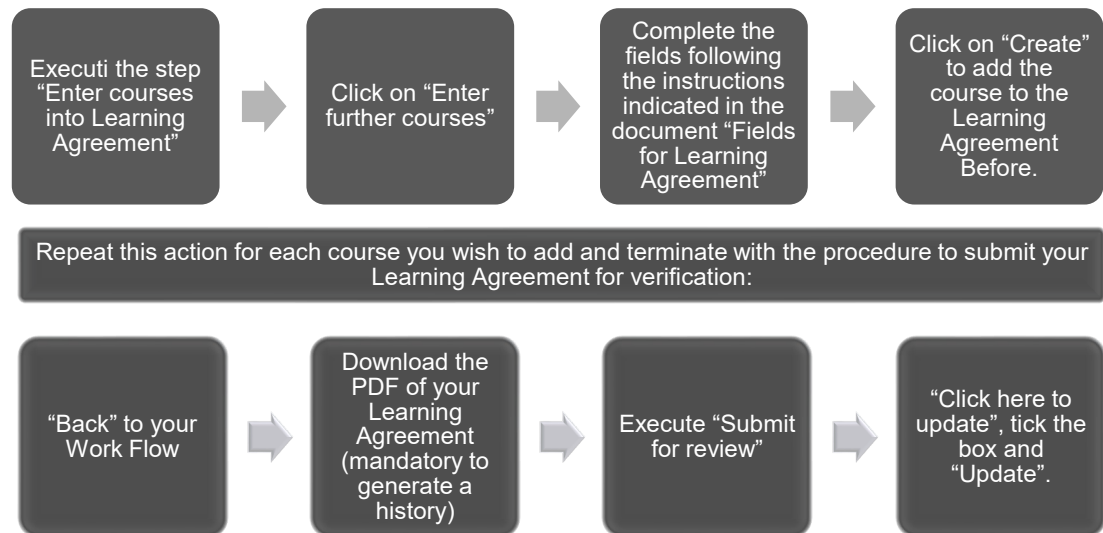 Executi the step
“Enter courses
into Learning
Agreement”
Click on “Enter
further courses”
Complete the
fields following
the instructions
indicated in the
document “Fields
for Learning
Agreement”
Click on “Create”
to add the
course to the
Learning
Agreement
Before.
Repeat this action for each course you wish to add and terminate with the procedure to submit your
Learning Agreement for verification:
“Back” to your
Work Flow
Download the
PDF of your
Learning
Agreement
(mandatory to
generate a
history)
Execute “Submit
for review”
“Click here to
update”, tick the
box and
“Update”.